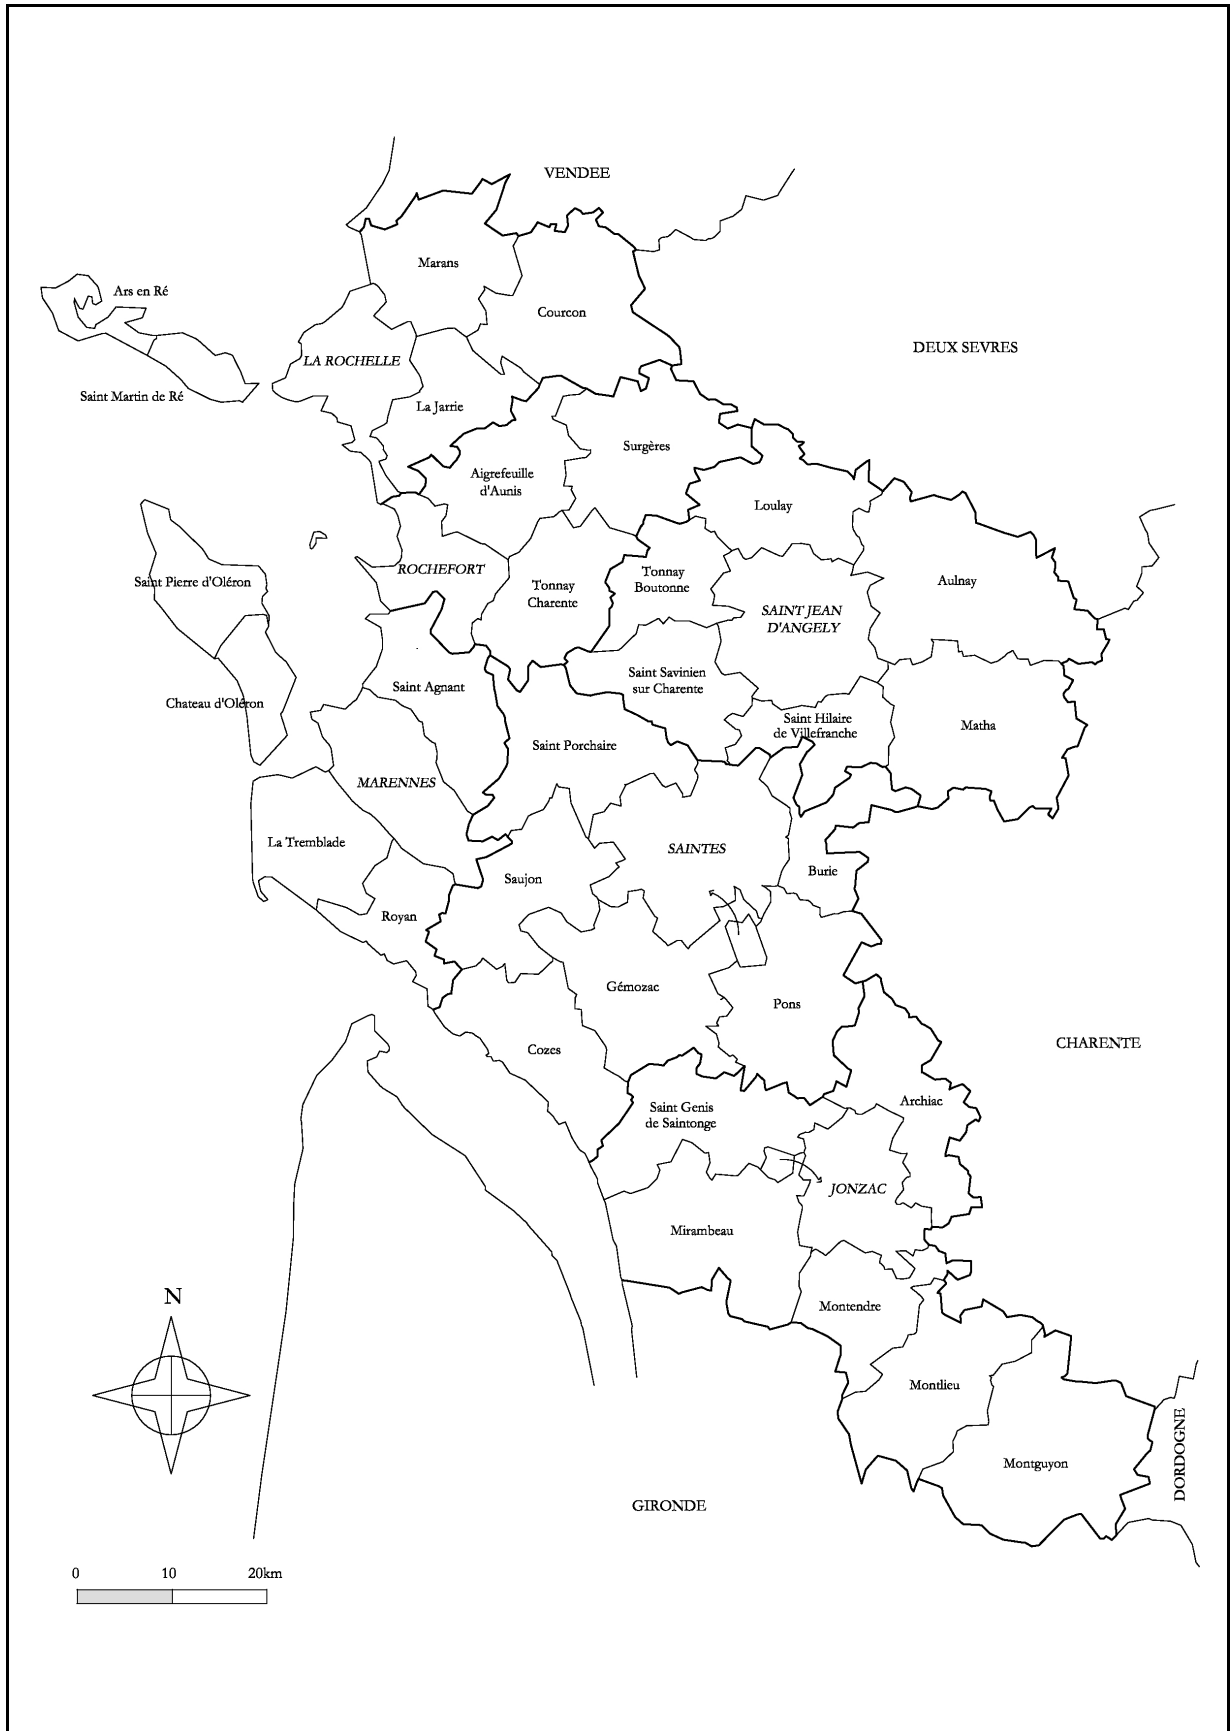 VENDEE
Marans
Ars en Ré
Courcon
DEUX SEVRES
LA ROCHELLE
Saint Martin de Ré
La Jarrie
Surgères
Aigrefeuille
d'Aunis
Loulay
ROCHEFORT
Saint Pierre d'Oléron
Tonnay
Charente
Tonnay
Boutonne
Aulnay
SAINT JEAN
D'ANGELY
Saint Savinien
sur Charente
Saint Agnant
Chateau d'Oléron
Saint Hilaire
de Villefranche
Matha
Saint Porchaire
MARENNES
La Tremblade
SAINTES
Burie
Saujon
Royan
Gémozac
Pons
Cozes
CHARENTE
Archiac
Saint Genis
de Saintonge
JONZAC
Mirambeau
Montendre
N
Montlieu
DORDOGNE
Montguyon
GIRONDE
0 10 20km